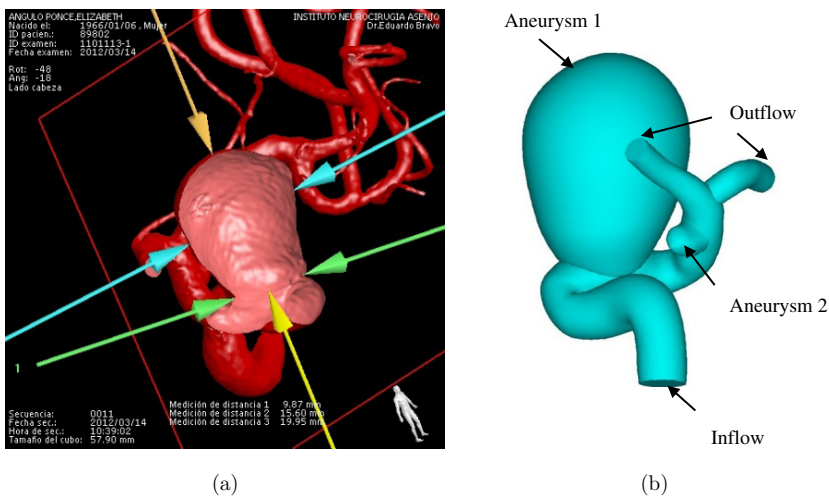 ANGULO PONCE,ELIZABETH
Nacido el: 1966/01/06 , Mujer
ID pacien.: 89802
ID examen: 1101113-1
Fecha examen: 2012/03/14
Rot: -48
Ang: -18
Lado cabeza
INSTITUTO NEUROCIRUGIA ASENJO
Dr.Eduardo Bravo
1
Secuencia: 0011
Fecha sec.: 2012/03/14
Hora de sec.: 10:39:02
Tamaño del cubo: 57.90 mm
Medición de distancia 1 9.87 mm
Medición de distancia 2 15.60 mm
Medición de distancia 3 19.95 mm
(a)
Aneurysm 1
Outflow
Aneurysm 2
Inflow
(b)